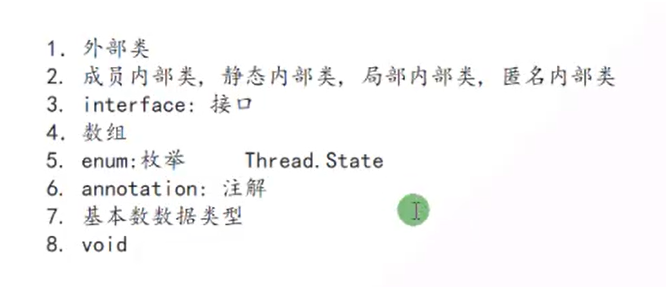 1. 外部类
2. 成员内部类, 静态内部类, 局部内部类, 匿名内部类
3. interface: 接口
4. 数组
5. enum:枚举 Thread.State
6. annotation: 注解
7. 基本数数据类型
8. void